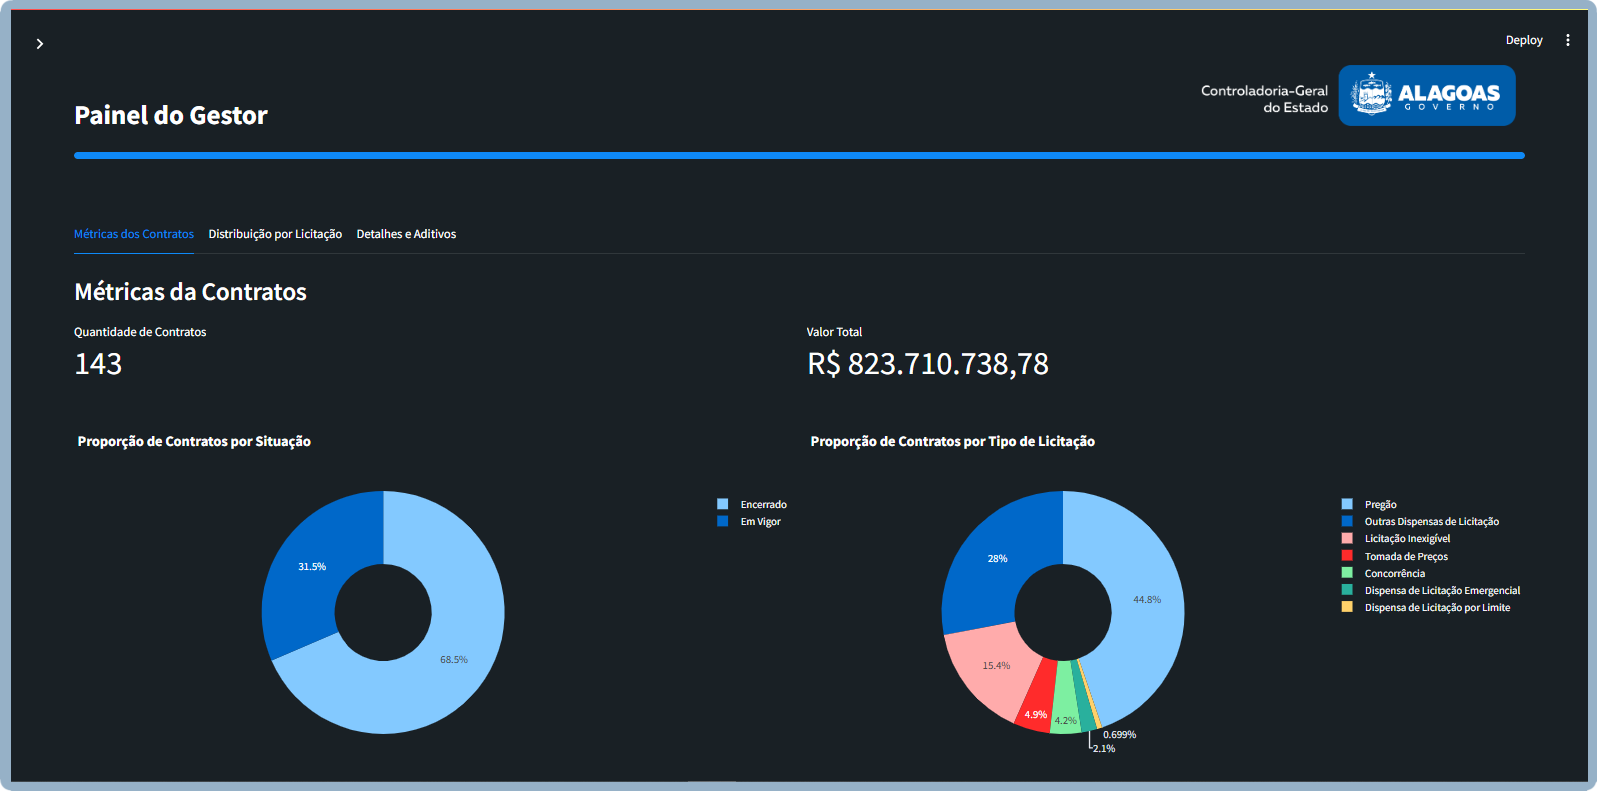 Deploy
Controladoria-Geral
do Estado
ALAGOAS
GOVERNO
Painel do Gestor
Métricas dos Contratos
Distribuição por Licitação
Detalhes e Aditivos
Métricas da Contratos
Quantidade de Contratos
143
Valor Total
R$ 823.710.738,78
Proporção de Contratos por Situação
31.5%
68.5%
Encerrado
Em Vigor
Proporção de Contratos por Tipo de Licitação
28%
44.8%
15.4%
4.9%
4.2%
0.699%
2.1%
Pregão
Outras Dispensas de Licitação
Licitação Inexigível
Tomada de Preços
Concorrência
Dispensa de Licitação Emergencial
Dispensa de Licitação por Limite